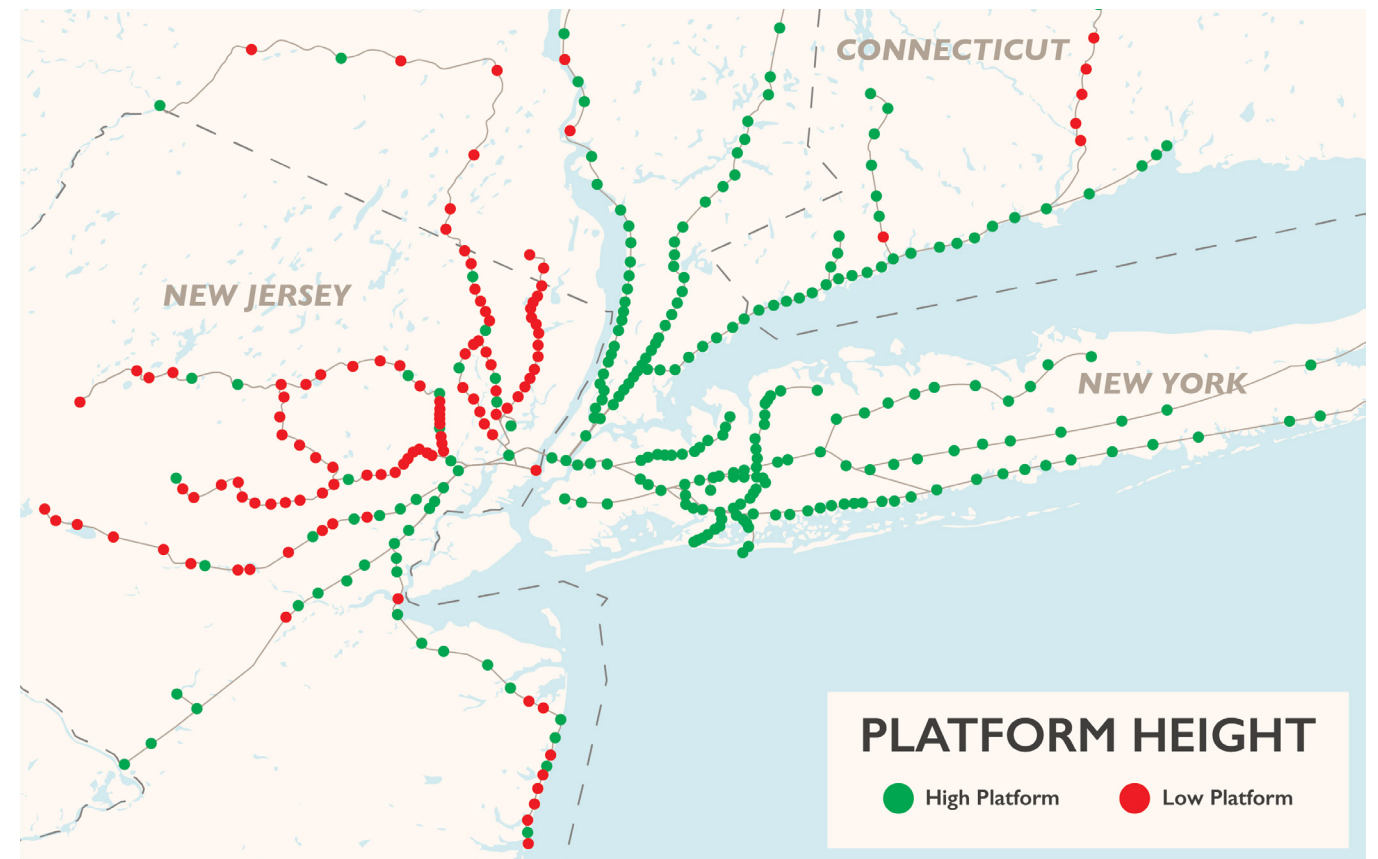 CONNECTICUT
NEW JERSEY
NEW YORK
PLATFORM HEIGHT
High Platform
Low Platform